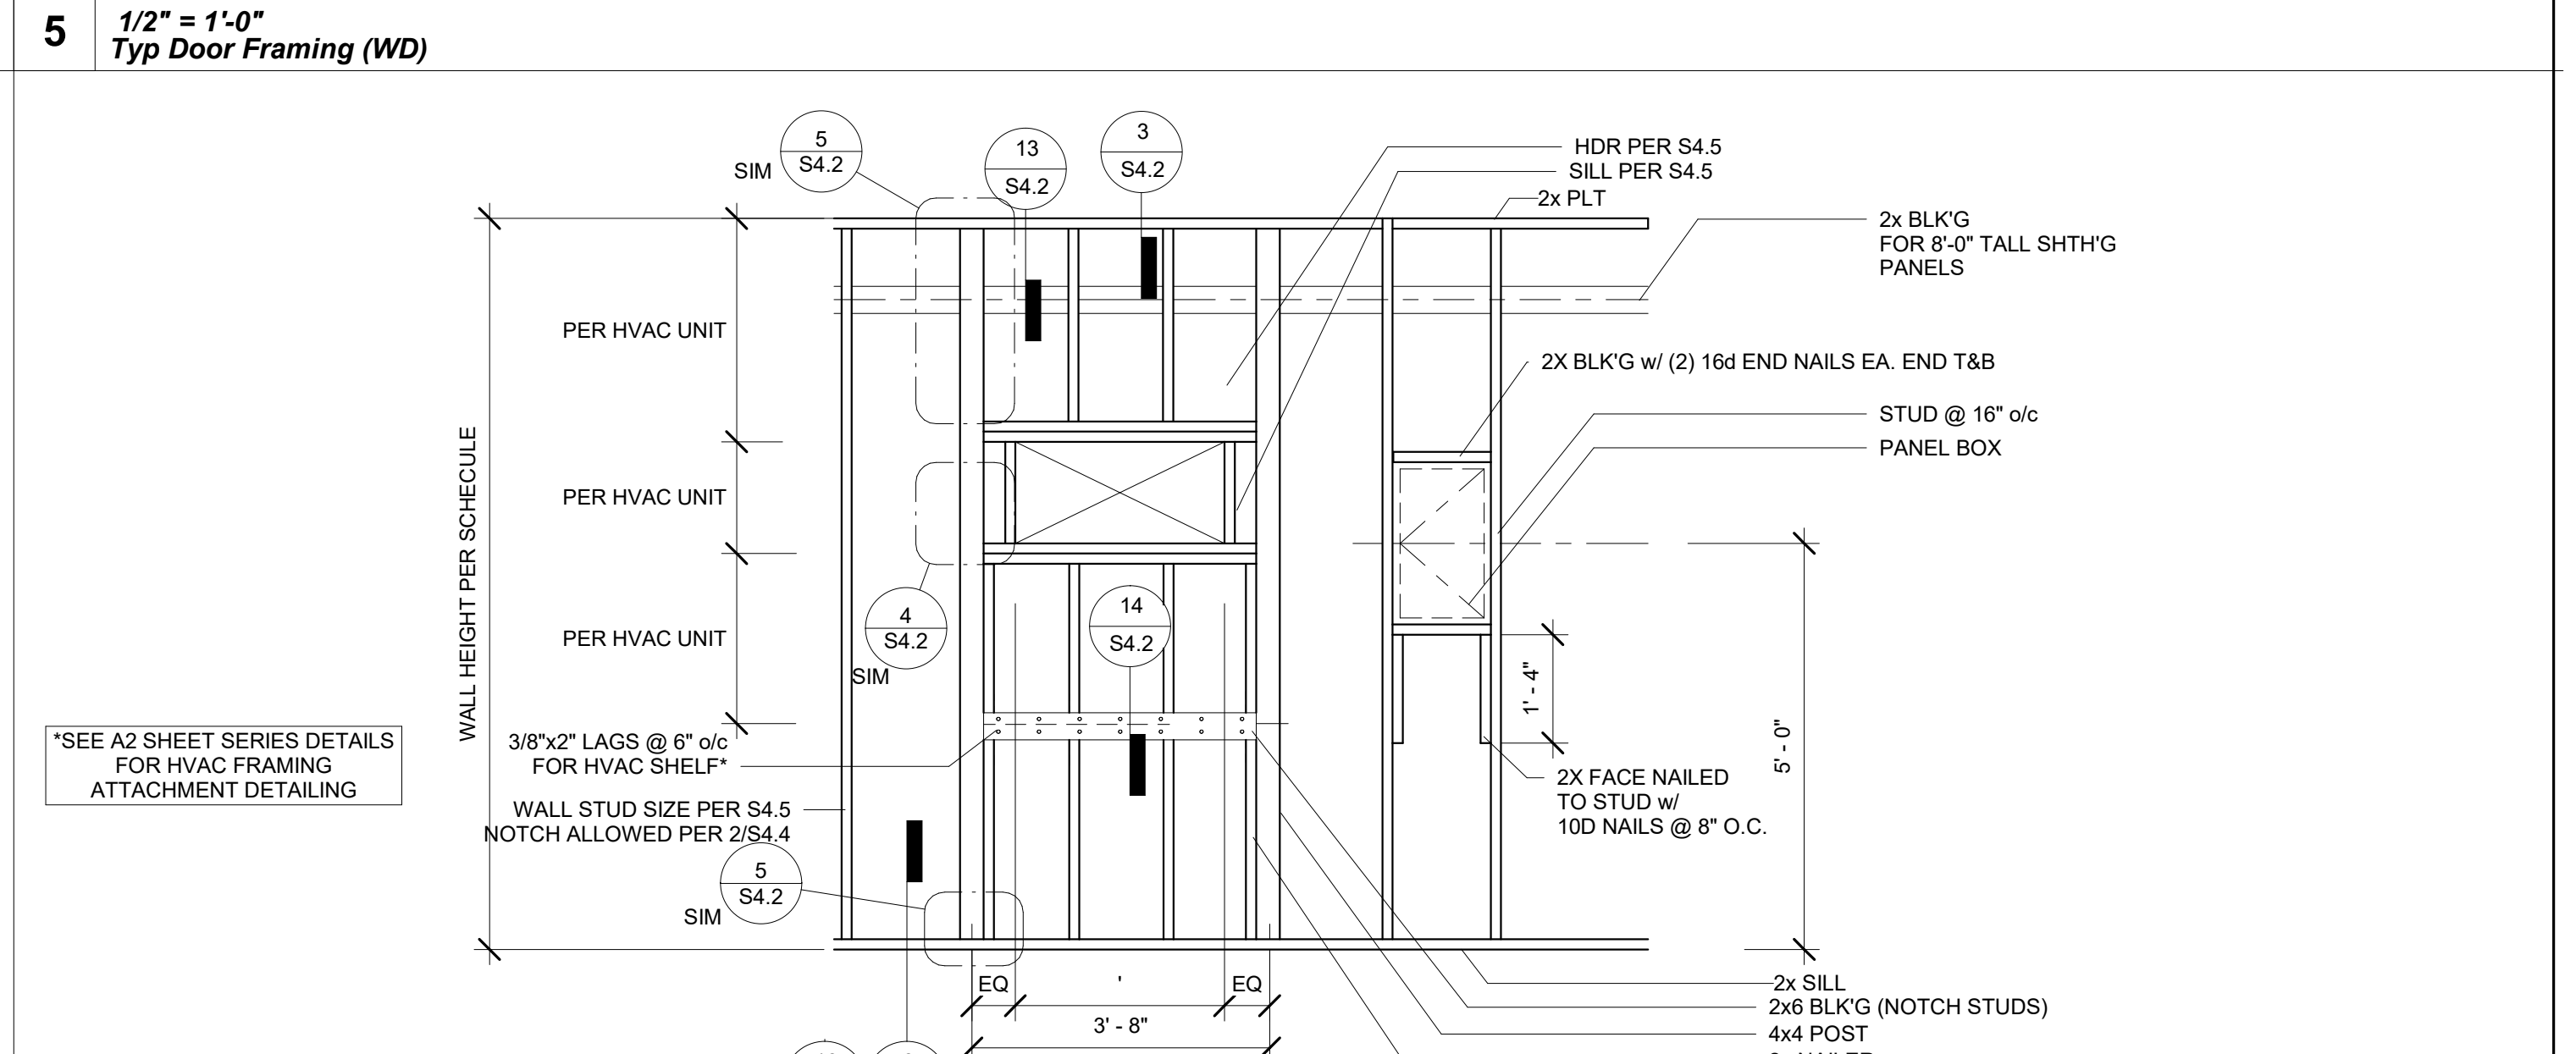 5
1/2" = 1'-0"
Typ Door Framing (WD)
5
S4.2
SIM
13
S4.2
3
S4.2
HDR PER S4.5
SILL PER S4.5
2x PLT
2x BLK'G
FOR 8'-0" TALL SHTH'G
PANELS
PER HVAC UNIT
2X BLK'G w/ (2) 16d END NAILS EA. END T&B
STUD @ 16" o/c
PANEL BOX
WALL HEIGHT PER SCHECULE
PER HVAC UNIT
PER HVAC UNIT
4
S4.2
SIM
14
S4.2
1' - 4"
5' - 0"
*SEE A2 SHEET SERIES DETAILS
FOR HVAC FRAMING
ATTACHMENT DETAILING
3/8"x2" LAGS @ 6" o/c
FOR HVAC SHELF*
2X FACE NAILED
TO STUD w/
10D NAILS @ 8" O.C.
WALL STUD SIZE PER S4.5
NOTCH ALLOWED PER 2/S4.4
5
S4.2
SIM
EQ
'
EQ
3' - 8"
2x SILL
2x6 BLK'G (NOTCH STUDS)
4x4 POST